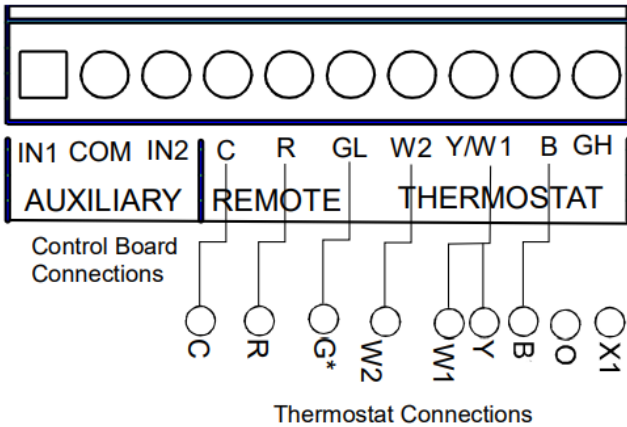 IN1 COM IN2 C R GL W2 Y/W1 B GH
AUXILIARY REMOTE THERMOSTAT
Control Board
Connections
C R G* W2 W1 Y B O X1
Thermostat Connections